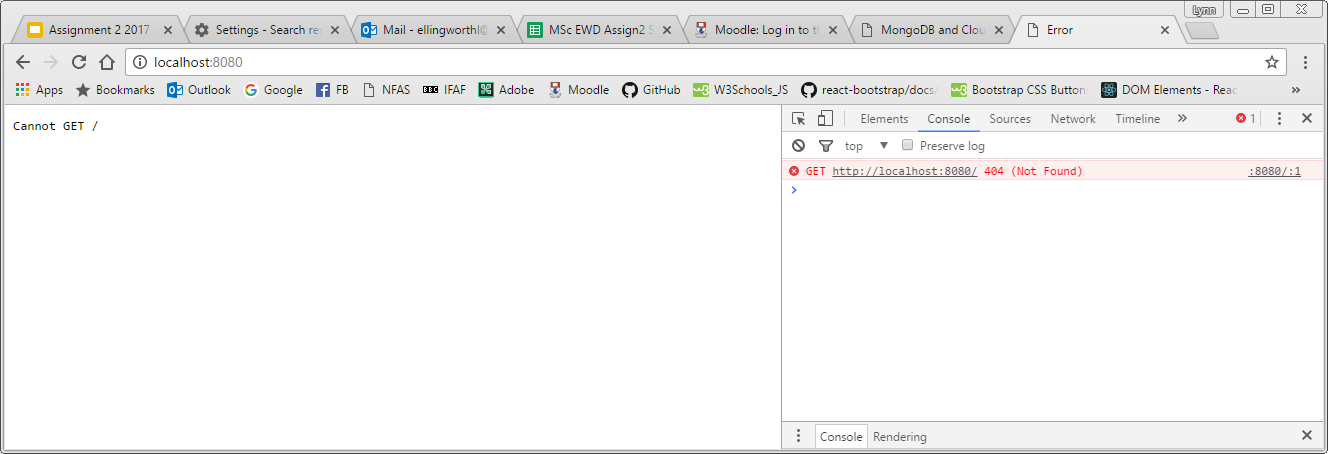 Lynn
Assignment 2 2017 Settings - Search re Mail - ellingworthl@ MSc EWD Assign2 S Moodle: Log in to th MongoDB and Clou Error
localhost:8080
Apps Bookmarks Outlook Google FB NFAS BBC IFAF Adobe Moodle GitHub W3Schools_JS react-bootstrap/docs/ Bootstrap CSS Button DOM Elements - Reac »
Cannot GET /
Elements Console Sources Network Timeline » 1
top Preserve log
GET http://localhost:8080/ 404 (Not Found) :8080/:1
Console Rendering